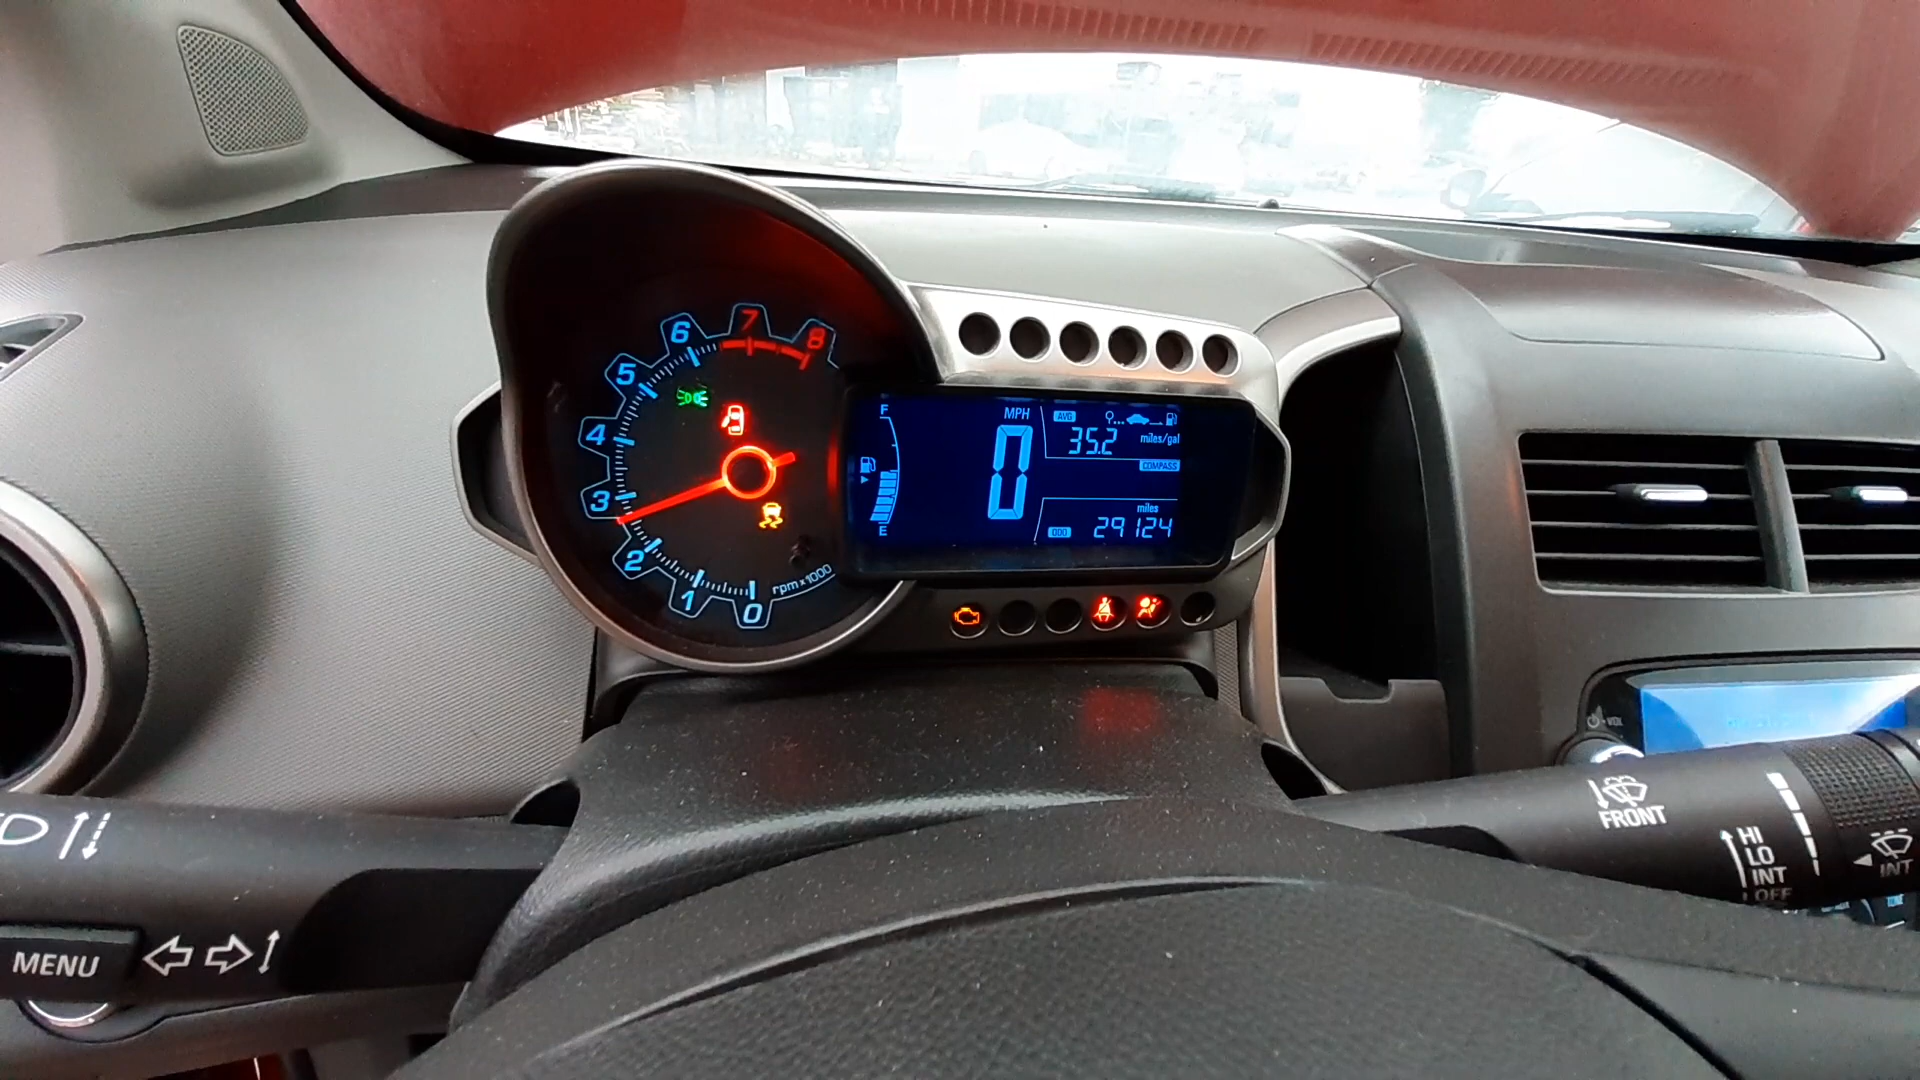 8
7
6
5
4
3
2
1
0
rpm x 1000
F
E
MPH
0
AVG
35.2 miles/gal
COMPASS
miles
ODO 29124
FRONT
HI
LO
INT
OFF
INT
MENU